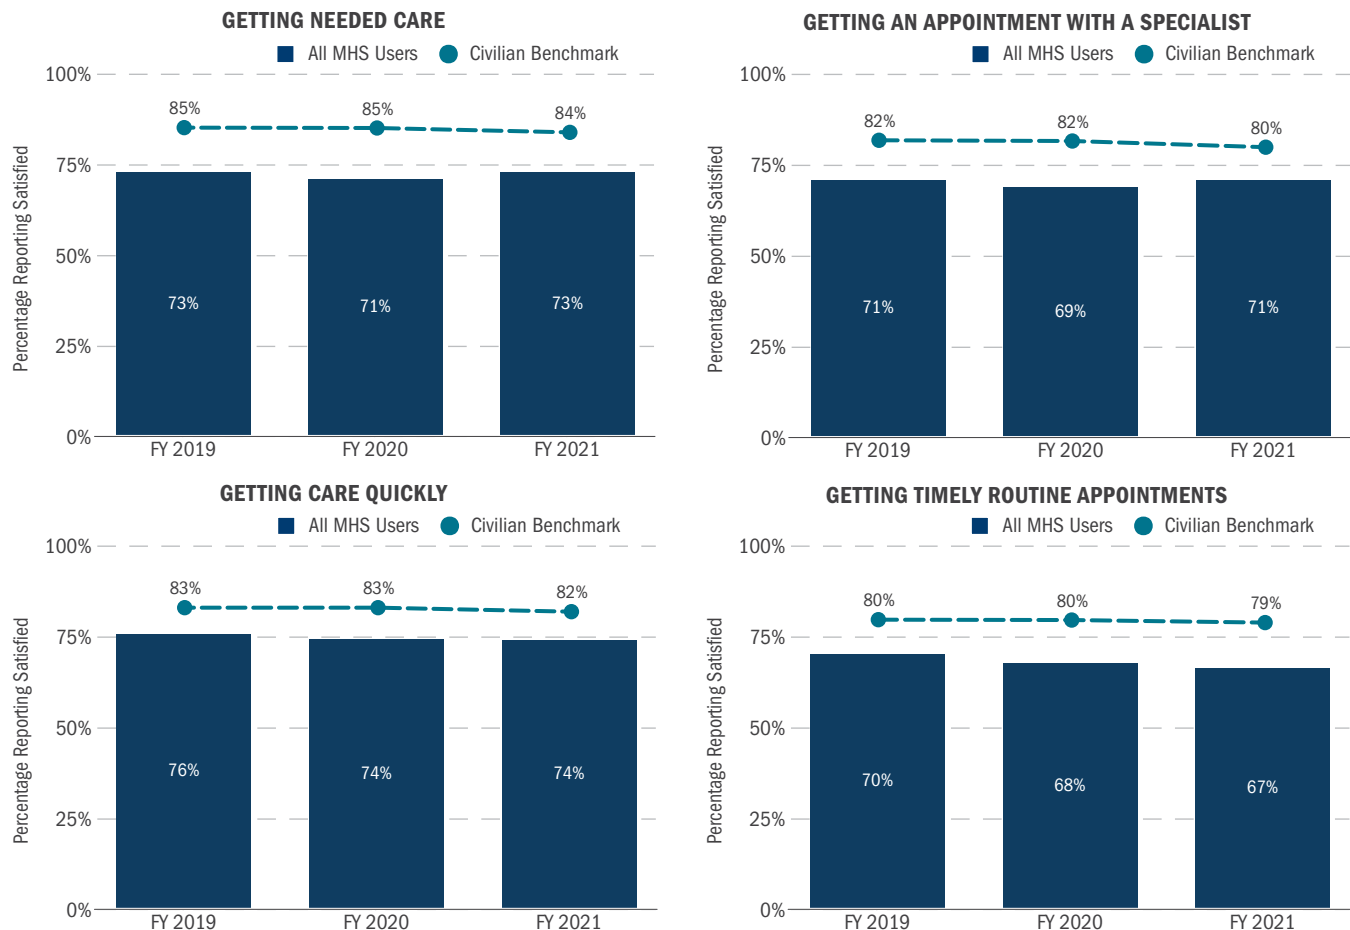 GETTING NEEDED CARE
All MHS Users Civilian Benchmark
Percentage Reporting Satisfied
100%
75%
50%
25%
0%
85% 85% 84%
73% 71% 73%
FY 2019 FY 2020 FY 2021
GETTING AN APPOINTMENT WITH A SPECIALIST
All MHS Users Civilian Benchmark
Percentage Reporting Satisfied
100%
75%
50%
25%
0%
82% 82% 80%
71% 69% 71%
FY 2019 FY 2020 FY 2021
GETTING CARE QUICKLY
All MHS Users Civilian Benchmark
Percentage Reporting Satisfied
100%
75%
50%
25%
0%
83% 83% 82%
76% 74% 74%
FY 2019 FY 2020 FY 2021
GETTING TIMELY ROUTINE APPOINTMENTS
All MHS Users Civilian Benchmark
Percentage Reporting Satisfied
100%
75%
50%
25%
0%
80% 80% 79%
70% 68% 67%
FY 2019 FY 2020 FY 2021